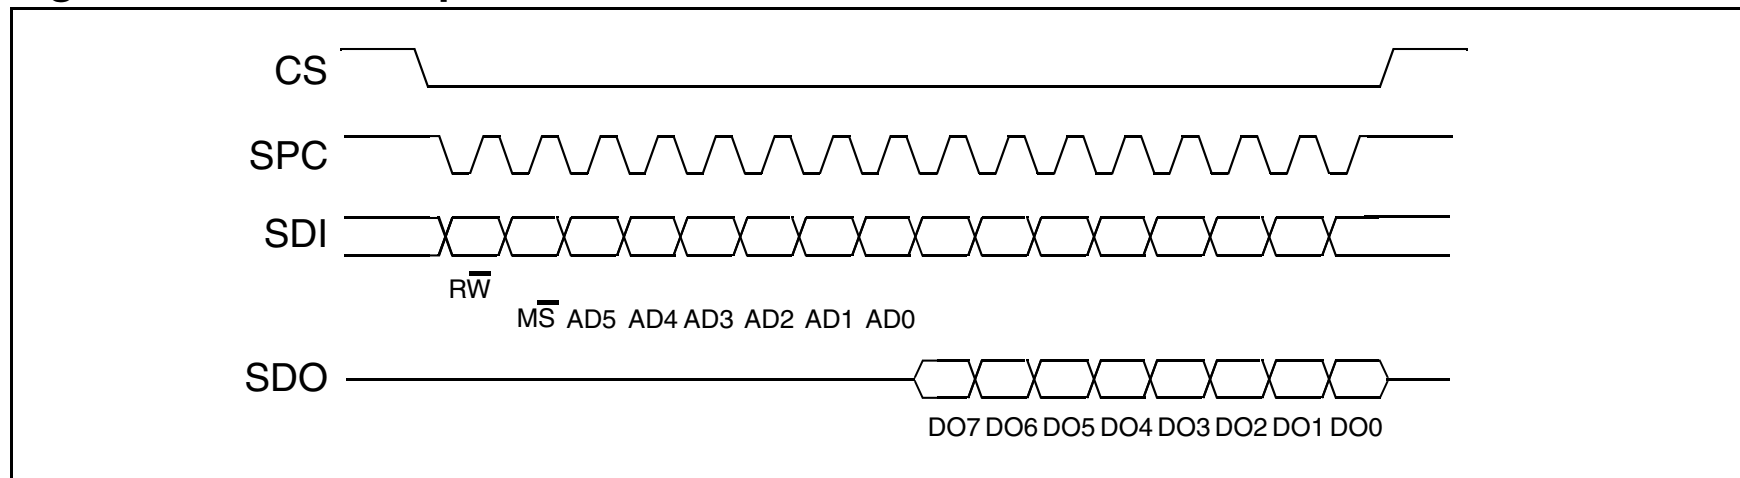 CS
SPC
SDI
RW̅
MS̅ AD5 AD4 AD3 AD2 AD1 AD0
SDO
DO7 DO6 DO5 DO4 DO3 DO2 DO1 DO0